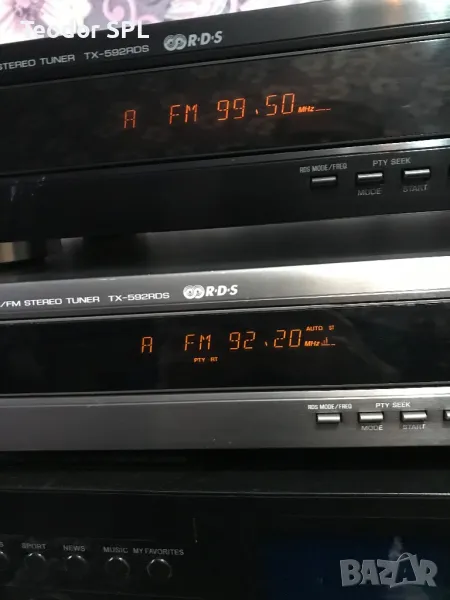 Teodor SPL
STEREO TUNER TX-592RDS R·D·S
A FM 99.50 MHz
RDS MODE/FREQ PTY SEEK
MODE START
/FM STEREO TUNER TX-592RDS R·D·S
AUTO ST
A FM 92.20 MHz
PTY RT
RDS MODE/FREQ PTY SEEK
MODE START
S SPORT NEWS MUSIC MY FAVORITES
BAZAR